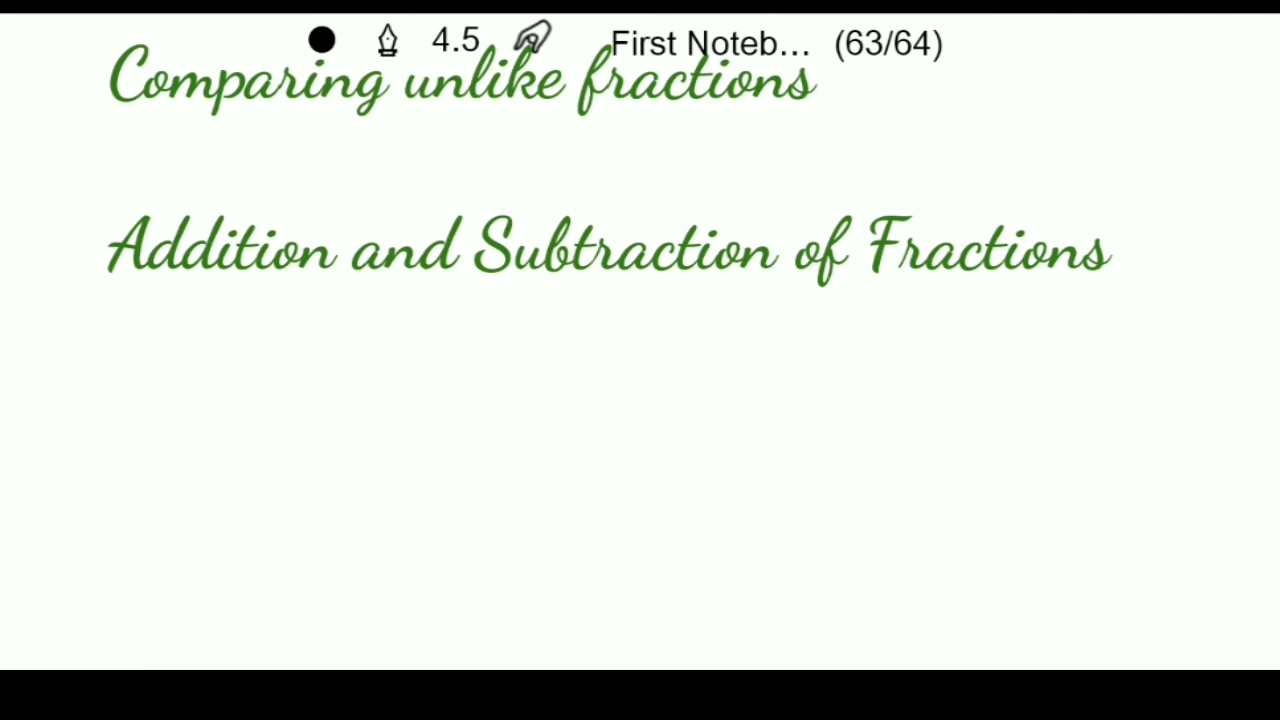 4.5 First Noteb... (63/64)
Comparing unlike fractions
Addition and Subtraction of Fractions